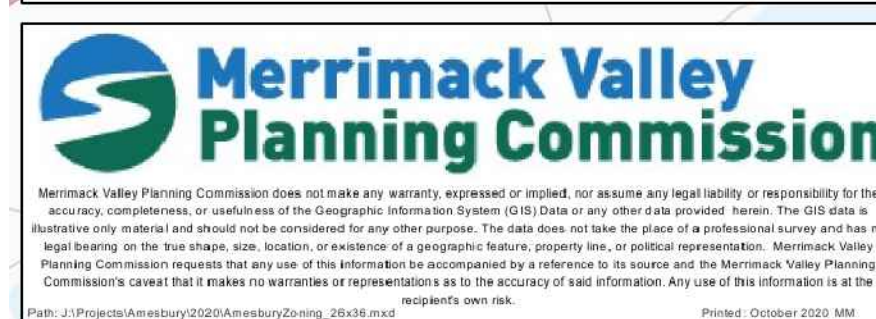 Merrimack Valley
Planning Commission
Merrimack Valley Planning Commission does not make any warranty, expressed or implied, nor assume any legal liability or responsibility for the
accuracy, completeness, or usefulness of the Geographic Information System (GIS) Data or any other data provided herein. The GIS data is
illustrative only material and should not be considered for any other purpose. The data does not take the place of a professional survey and has
legal bearing on the true shape, size, location, or existence of a geographic feature, property line, or political representation. Merrimack Valley
Planning Commission requests that any use of this information be accompanied by a reference to its source and the Merrimack Valley Planning
Commission's caveat that it makes no warranties or representations as to the accuracy of said information. Any use of this information is at the
recipient's own risk.
Path: J:\Projects\Amesbury\2020\AmesburyZoning_26x36.mxd Printed: October 2020 MM